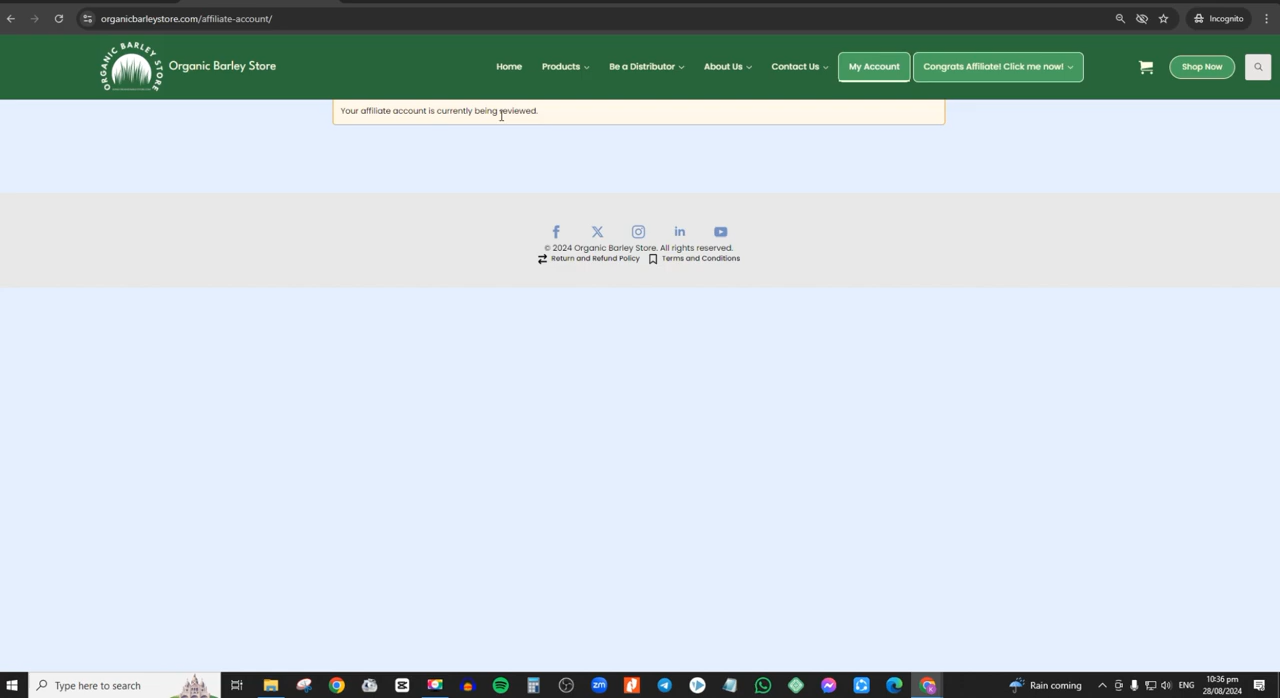 organicbarleystore.com/affiliate-account/
Incognito
ORGANIC BARLEY STORE
Organic Barley Store
Home
Products
Be a Distributor
About Us
Contact Us
My Account
Congrats Affiliate! Click me now!
Shop Now
Your affiliate account is currently being reviewed.
© 2024 Organic Barley Store. All rights reserved.
Return and Refund Policy
Terms and Conditions
Type here to search
Rain coming
ENG
10:36 pm
28/08/2024